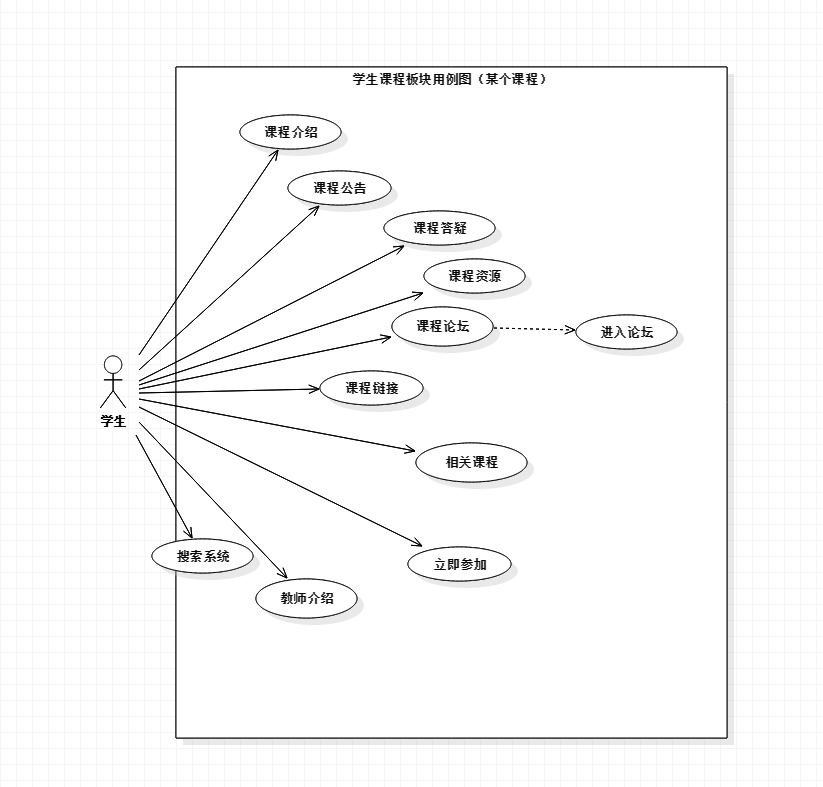 学生课程板块用例图（某个课程）
课程介绍
课程公告
课程答疑
课程资源
课程论坛
进入论坛
课程链接
学生
相关课程
搜索系统
立即参加
教师介绍